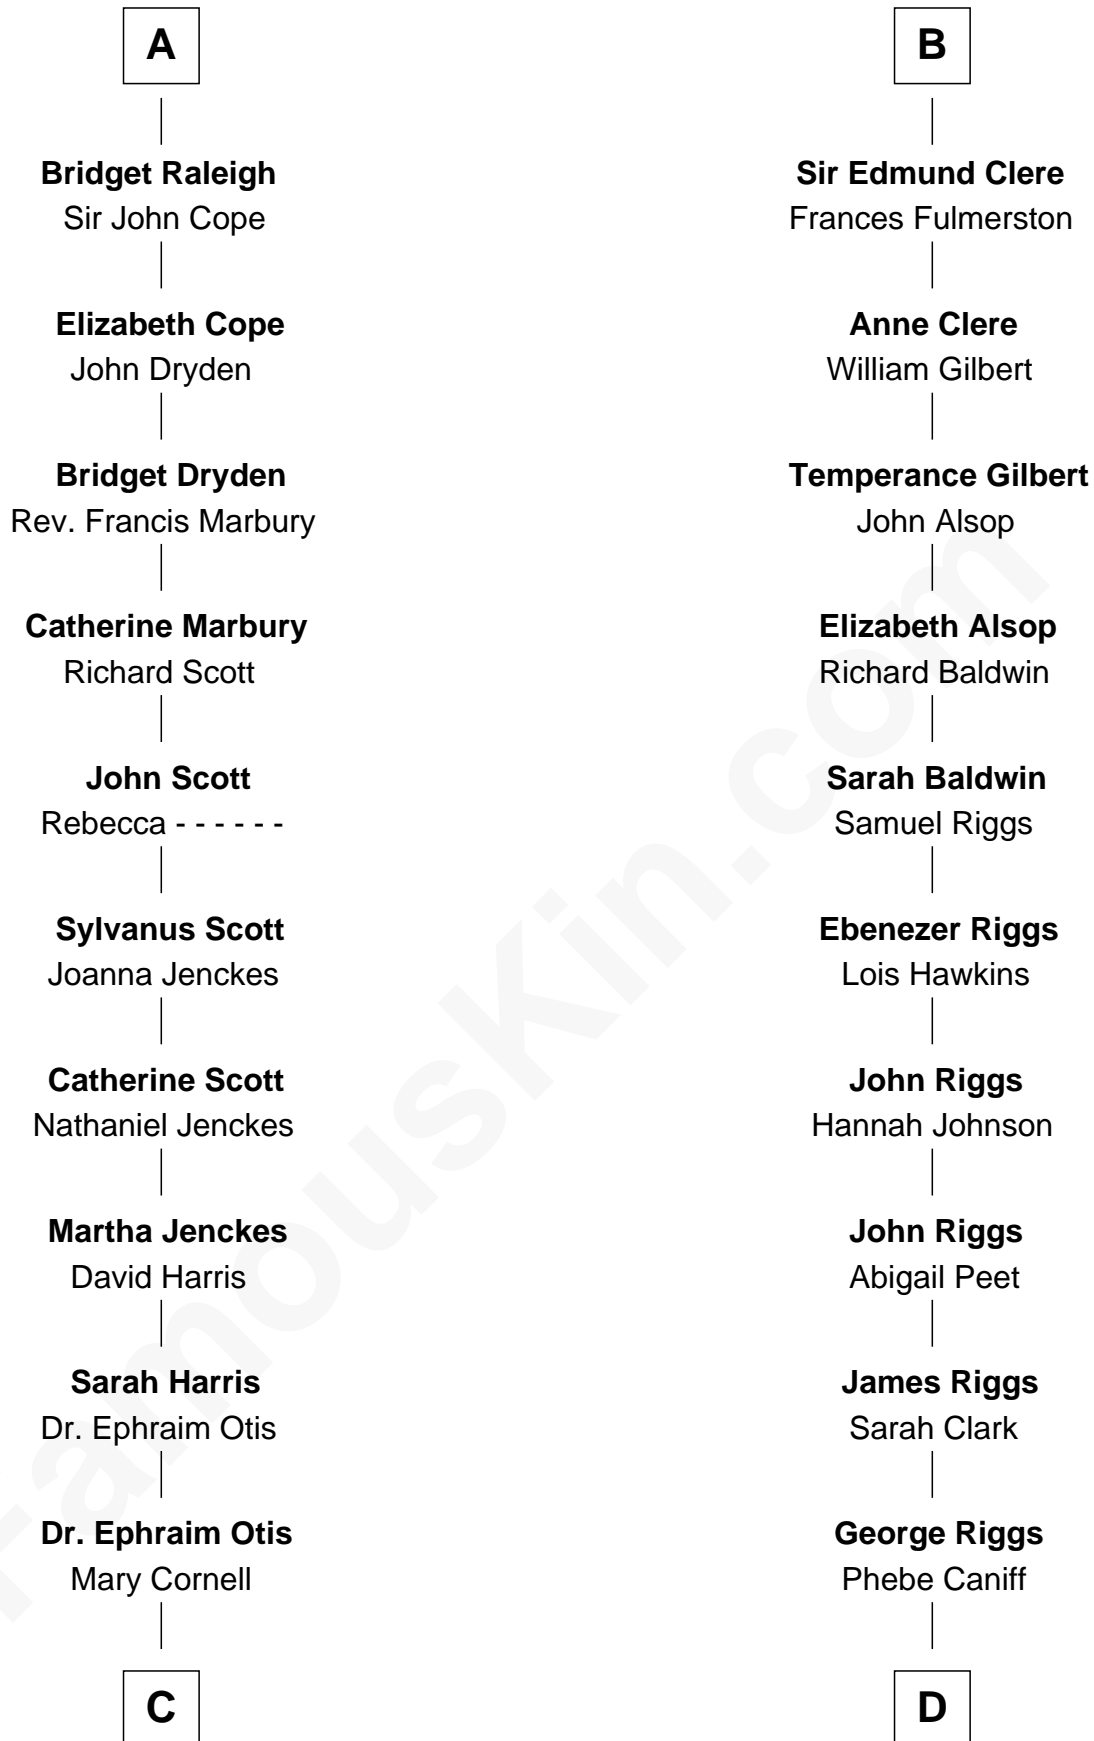 A
Bridget Raleigh
Sir John Cope
Elizabeth Cope
John Dryden
Bridget Dryden
Rev. Francis Marbury
Catherine Marbury
Richard Scott
John Scott
Rebecca - - - - - -
Sylvanus Scott
Joanna Jenckes
Catherine Scott
Nathaniel Jenckes
Martha Jenckes
David Harris
Sarah Harris
Dr. Ephraim Otis
Dr. Ephraim Otis
Mary Cornell
C
B
Sir Edmund Clere
Frances Fulmerston
Anne Clere
William Gilbert
Temperance Gilbert
John Alsop
Elizabeth Alsop
Richard Baldwin
Sarah Baldwin
Samuel Riggs
Ebenezer Riggs
Lois Hawkins
John Riggs
Hannah Johnson
John Riggs
Abigail Peet
James Riggs
Sarah Clark
George Riggs
Phebe Caniff
D
FamousKin.com